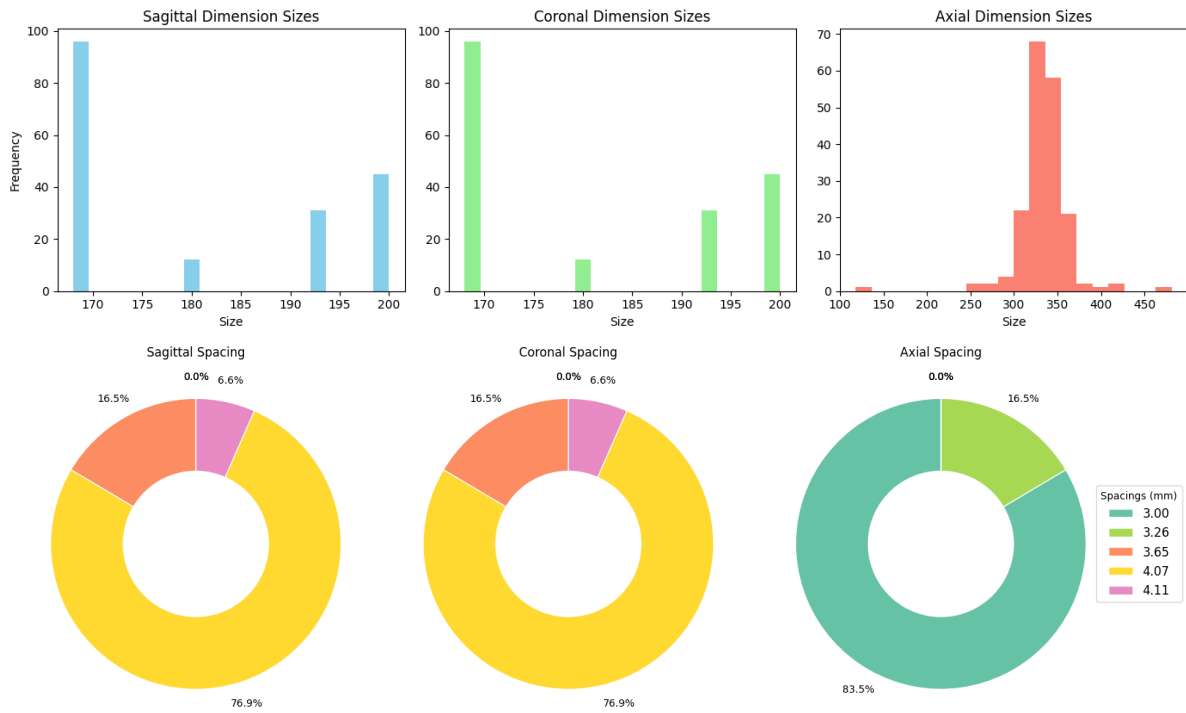 Sagittal Dimension Sizes
Coronal Dimension Sizes
Axial Dimension Sizes
Frequency
100
80
60
40
20
0
170 175 180 185 190 195 200
Size
100
80
60
40
20
0
170 175 180 185 190 195 200
Size
70
60
50
40
30
20
10
0
100 150 200 250 300 350 400 450
Size
Sagittal Spacing
0.0%
6.6%
16.5%
76.9%
Coronal Spacing
0.0%
6.6%
16.5%
76.9%
Axial Spacing
0.0%
16.5%
83.5%
Spacings (mm)
3.00
3.26
3.65
4.07
4.11